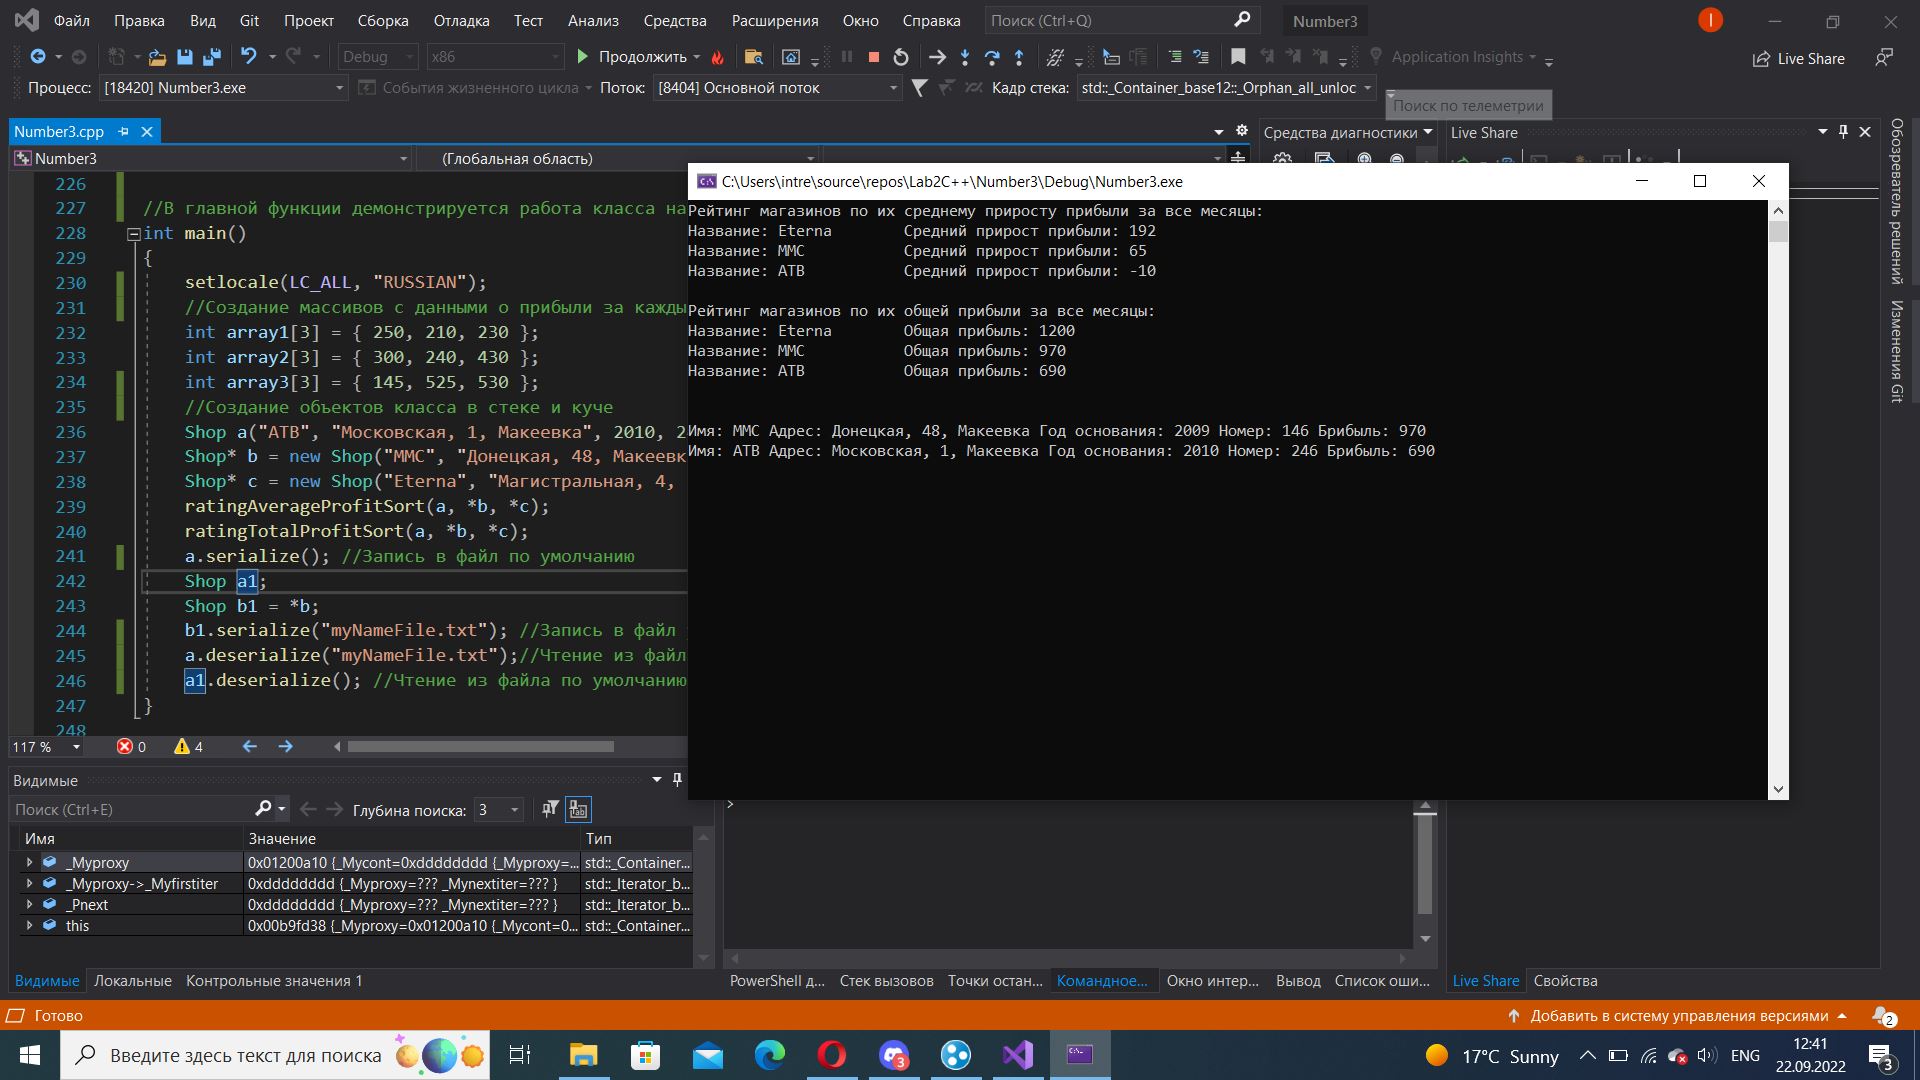 Файл Правка Вид Git Проект Сборка Отладка Тест Анализ Средства Расширения Окно Справка Поиск (Ctrl+Q) Number3 I
Debug x86 Продолжить Application Insights Live Share
Процесс: [18420] Number3.exe События жизненного цикла Поток: [8404] Основной поток Кадр стека: std::_Container_base12::_Orphan_all_unloc
Поиск по телеметрии
Number3.cpp
Средства диагностики
Live Share
Обозреватель решений
Изменения Git
Number3 (Глобальная область)
226
227 //В главной функции демонстрируется работа класса на
228 int main()
229 {
230 setlocale(LC_ALL, "RUSSIAN");
231 //Создание массивов с данными о прибыли за кажды
232 int array1[3] = { 250, 210, 230 };
233 int array2[3] = { 300, 240, 430 };
234 int array3[3] = { 145, 525, 530 };
235 //Создание объектов класса в стеке и куче
236 Shop a("АТВ", "Московская, 1, Макеевка", 2010, 2
237 Shop* b = new Shop("ММС", "Донецкая, 48, Макеевк
238 Shop* c = new Shop("Eterna", "Магистральная, 4,
239 ratingAverageProfitSort(a, *b, *c);
240 ratingTotalProfitSort(a, *b, *c);
241 a.serialize(); //Запись в файл по умолчанию
242 Shop a1;
243 Shop b1 = *b;
244 b1.serialize("myNameFile.txt"); //Запись в файл
245 a.deserialize("myNameFile.txt");//Чтение из файл
246 a1.deserialize(); //Чтение из файла по умолчанию
247 }
248
C:\Users\intre\source\repos\Lab2C++\Number3\Debug\Number3.exe
Рейтинг магазинов по их среднему приросту прибыли за все месяцы:
Название: Eterna Средний прирост прибыли: 192
Название: ММС Средний прирост прибыли: 65
Название: АТВ Средний прирост прибыли: -10
Рейтинг магазинов по их общей прибыли за все месяцы:
Название: Eterna Общая прибыль: 1200
Название: ММС Общая прибыль: 970
Название: АТВ Общая прибыль: 690
Имя: ММС Адрес: Донецкая, 48, Макеевка Год основания: 2009 Номер: 146 Брибыль: 970
Имя: АТВ Адрес: Московская, 1, Макеевка Год основания: 2010 Номер: 246 Брибыль: 690
117 % 0 4
Видимые
Поиск (Ctrl+E) Глубина поиска: 3
Имя Значение Тип
_Myproxy 0x01200a10 {_Mycont=0xdddddddd {_Myproxy=... std::_Container...
_Myproxy->_Myfirstiter 0xdddddddd {_Myproxy=??? _Mynextiter=??? } std::_Iterator_b...
_Pnext 0xdddddddd {_Myproxy=??? _Mynextiter=??? } std::_Iterator_b...
this 0x00b9fd38 {_Myproxy=0x01200a10 {_Mycont=0... std::_Container...
>
Видимые Локальные Контрольные значения 1
PowerShell д... Стек вызовов Точки остан... Командное... Окно интер... Вывод Список оши...
Live Share Свойства
Готово Добавить в систему управления версиями 2
Введите здесь текст для поиска 3 17°C Sunny ENG 12:41
22.09.2022 3